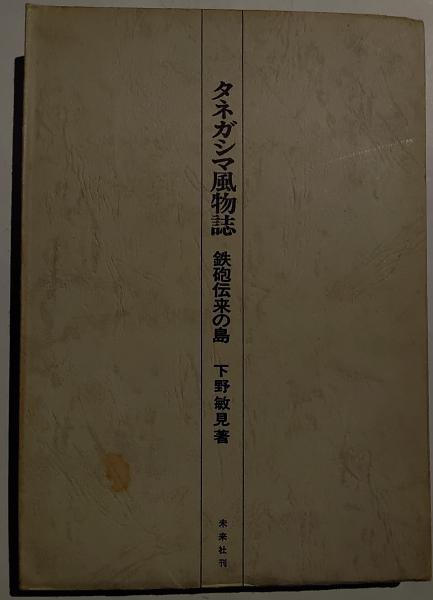 タネガシマ風物誌
鉄砲伝来の島
下野敏見著
未来社刊